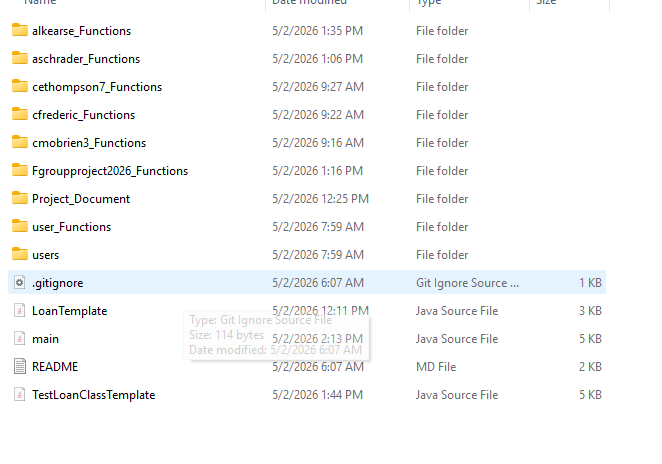 Name Date modified Type Size
alkearse_Functions 5/2/2026 1:35 PM File folder
aschrader_Functions 5/2/2026 1:06 PM File folder
cethompson7_Functions 5/2/2026 9:27 AM File folder
cfrederic_Functions 5/2/2026 9:22 AM File folder
cmobrien3_Functions 5/2/2026 9:16 AM File folder
Fgroupproject2026_Functions 5/2/2026 1:16 PM File folder
Project_Document 5/2/2026 12:25 PM File folder
user_Functions 5/2/2026 7:59 AM File folder
users 5/2/2026 7:59 AM File folder
.gitignore 5/2/2026 6:07 AM Git Ignore Source ... 1 KB
LoanTemplate 5/2/2026 12:11 PM Java Source File 3 KB
Type: Git Ignore Source File
Size: 114 bytes
main 5/2/2026 2:13 PM Java Source File 5 KB
Date modified: 5/2/2026 6:07 AM
README 5/2/2026 6:07 AM MD File 2 KB
TestLoanClassTemplate 5/2/2026 1:44 PM Java Source File 5 KB